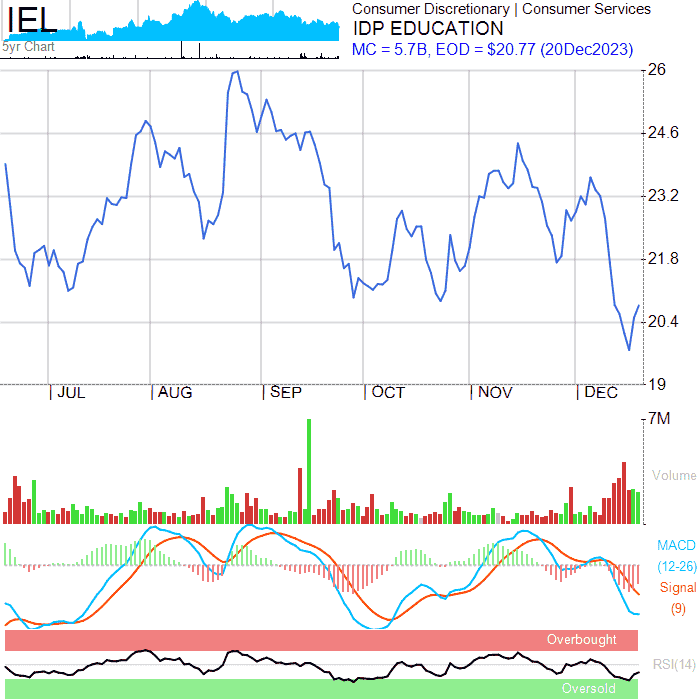 IEL
5yr Chart
Consumer Discretionary | Consumer Services
IDP EDUCATION
MC = 5.7B, EOD = $20.77 (20Dec2023)
26
24.6
23.2
21.8
20.4
19
JUL
AUG
SEP
OCT
NOV
DEC
7M
Volume
MACD
(12-26)
Signal
(9)
Overbought
RSI(14)
Oversold